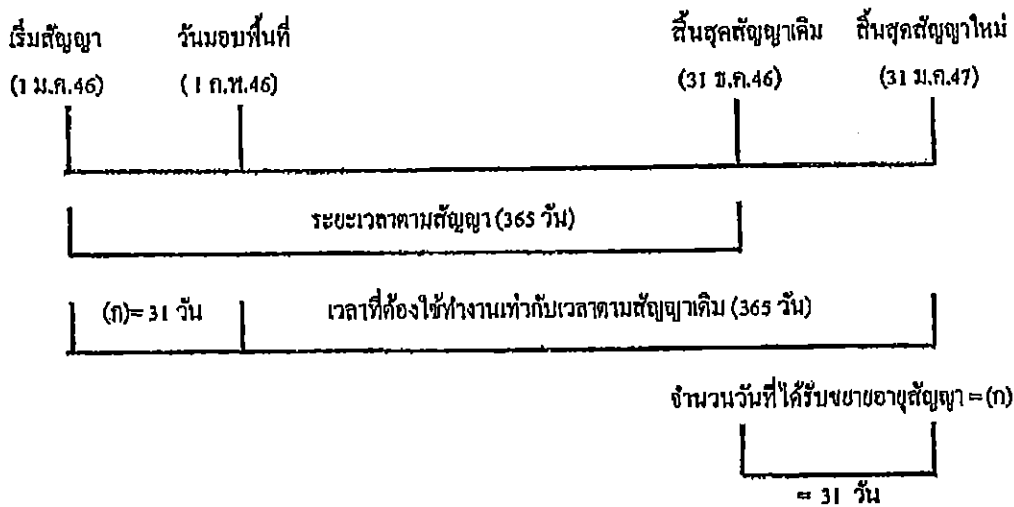 เริ่มสัญญา วันมอบพื้นที่ สิ้นสุดสัญญาเดิม สิ้นสุดสัญญาใหม่
(1 ม.ค.46) (1 ก.พ.46) (31 ธ.ค.46) (31 ม.ค.47)
ระยะเวลาตามสัญญา (365 วัน)
(ก)= 31 วัน เวลาที่ต้องใช้ทำงานเท่ากับเวลาตามสัญญาเดิม (365 วัน)
จำนวนวันที่ได้รับขยายอายุสัญญา = (ก)
= 31 วัน